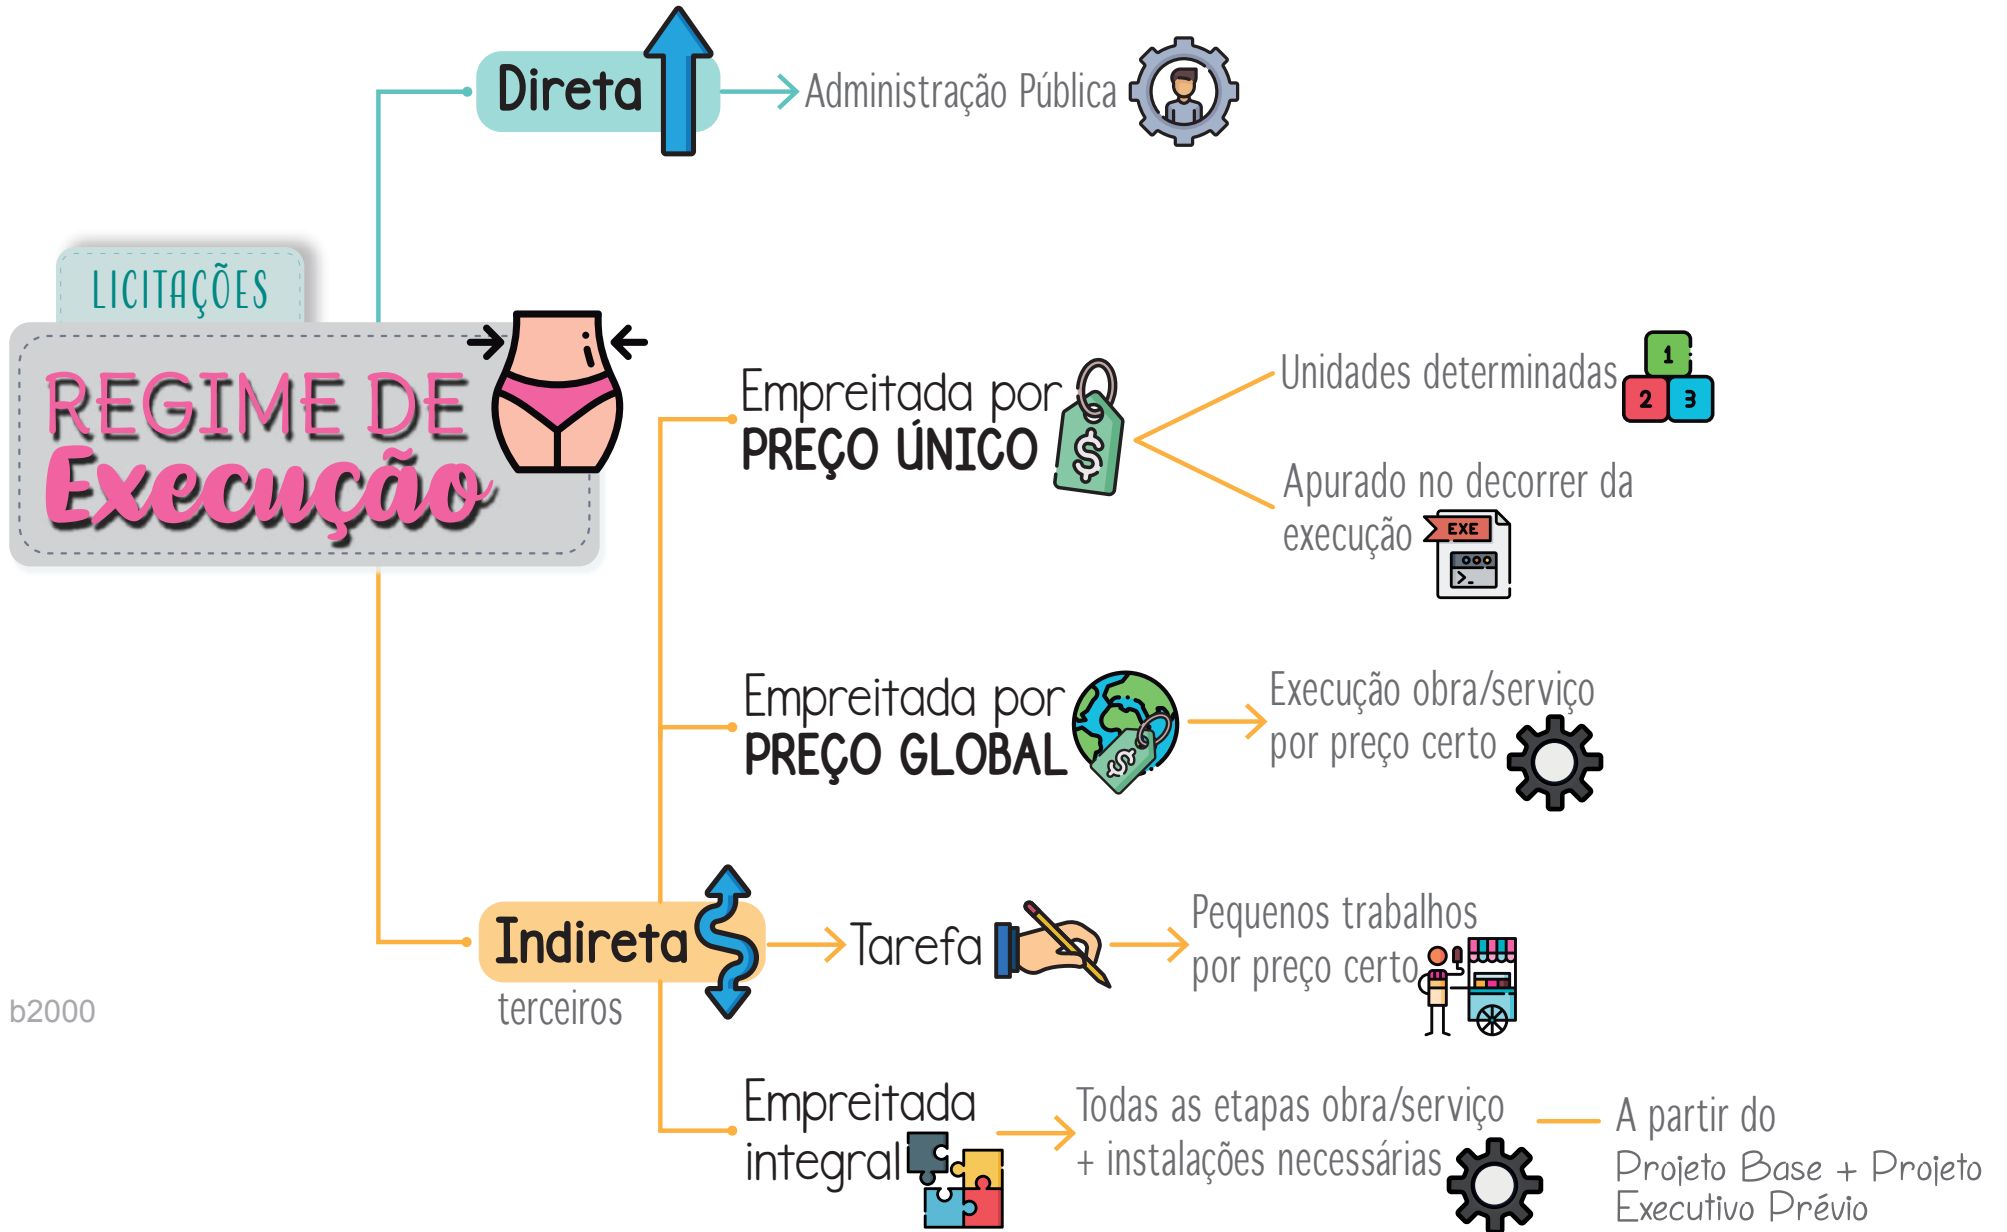 Direta
Administração Pública
LICITAÇÕES
REGIME DE
Execução
Empreitada por
PREÇO ÚNICO
$
Unidades determinadas
1
2 3
Apurado no decorrer da
execução
EXE
>_
Empreitada por
PREÇO GLOBAL
$
Execução obra/serviço
por preço certo
Indireta
terceiros
Tarefa
Pequenos trabalhos
por preço certo
b2000
Empreitada
integral
Todas as etapas obra/serviço
+ instalações necessárias
A partir do
Projeto Base + Projeto
Executivo Prévio